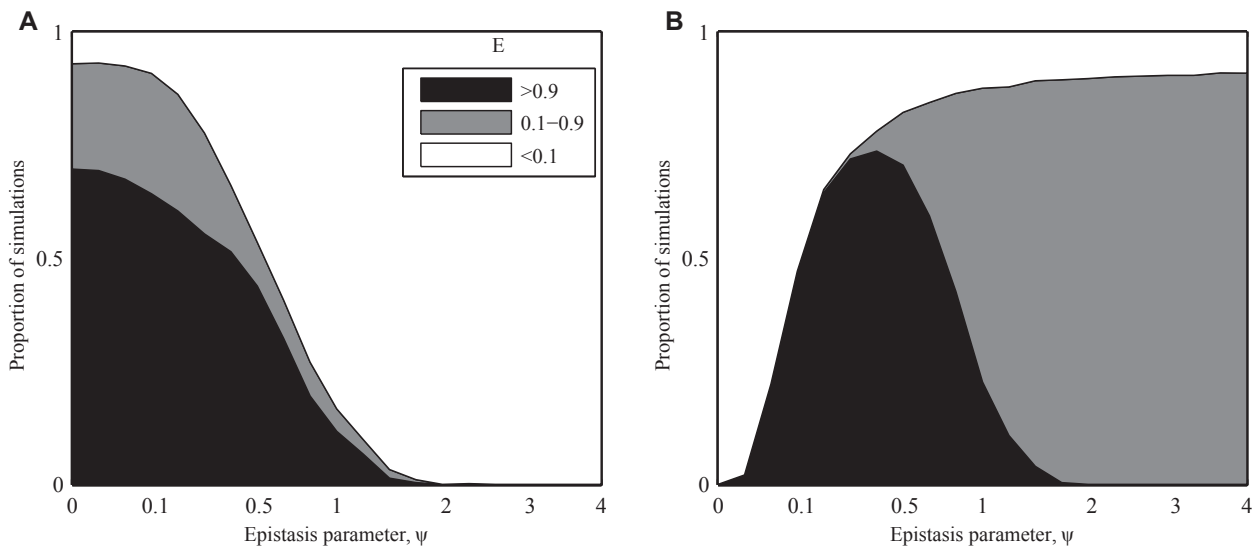 A
1
0.5
0
Proportion of simulations
E
>0.9
0.1−0.9
<0.1
0 0.1 0.5 1 2 3 4
Epistasis parameter, ψ
B
1
0.5
0
Proportion of simulations
0 0.1 0.5 1 2 3 4
Epistasis parameter, ψ